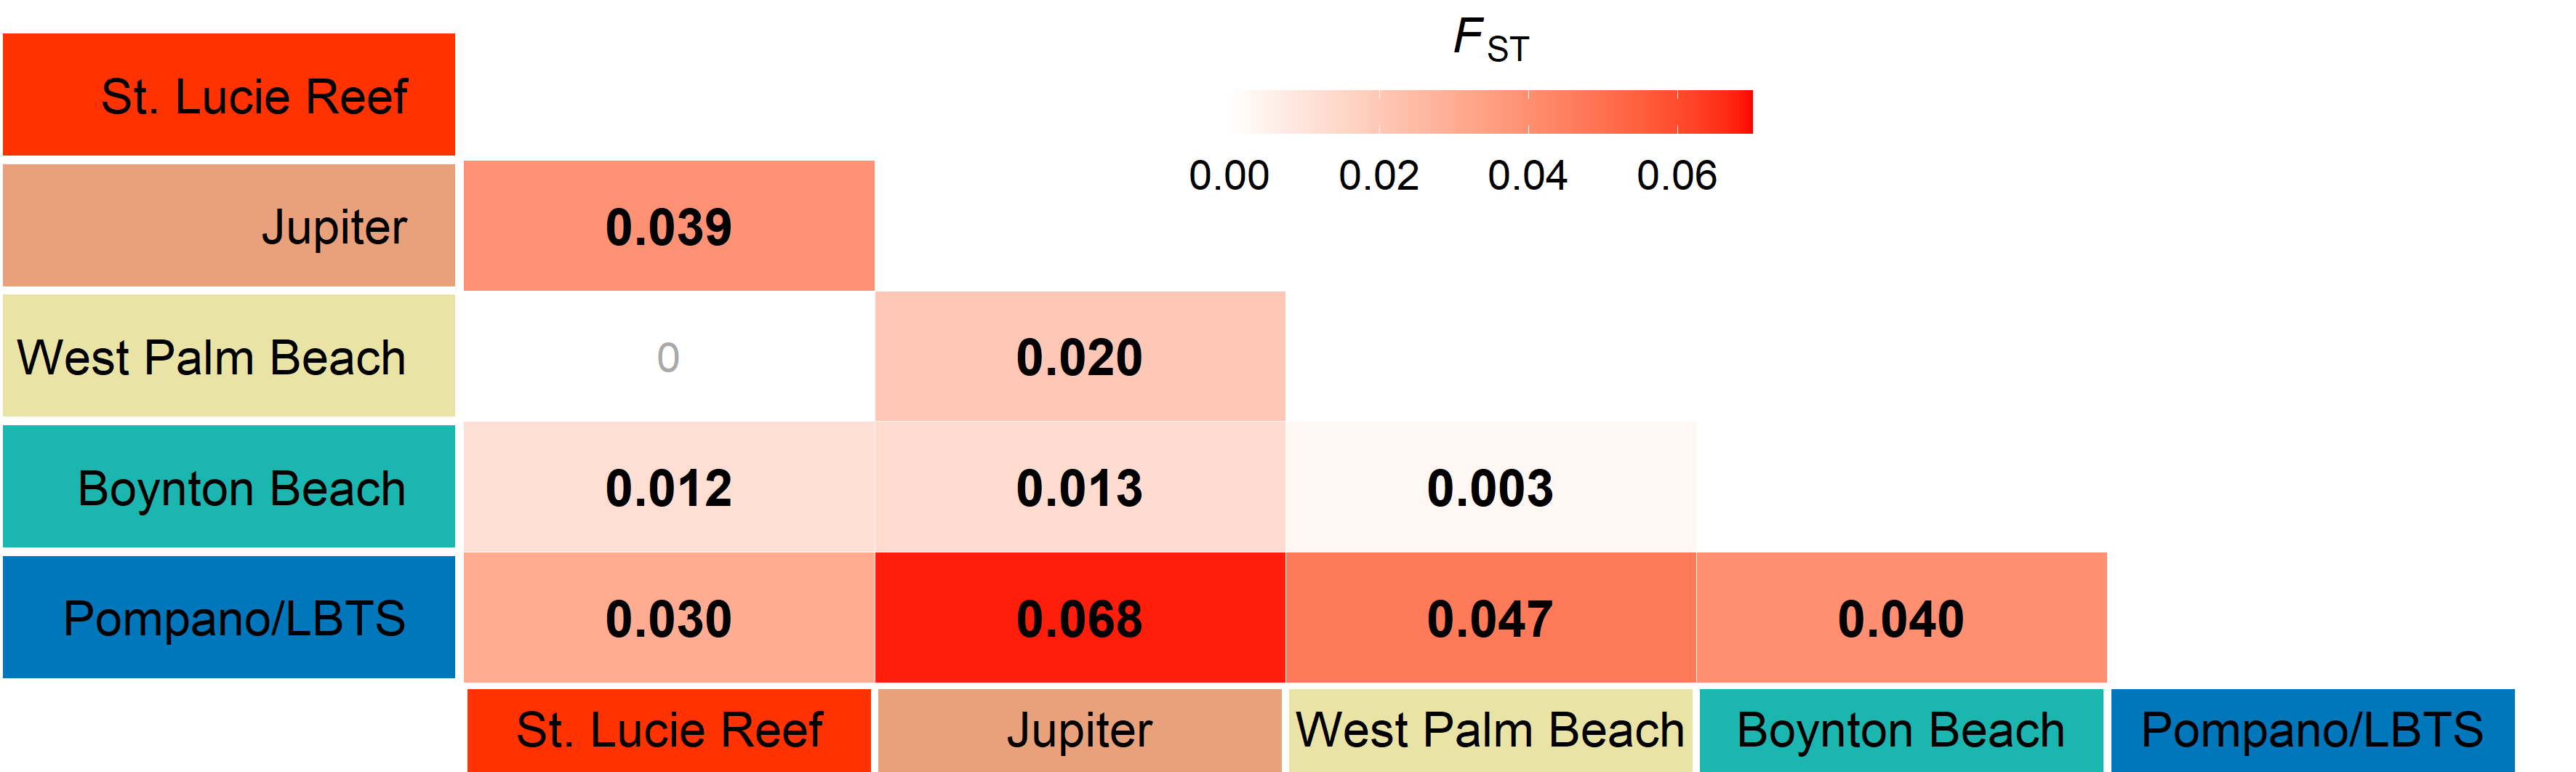 FST
0.00 0.02 0.04 0.06
St. Lucie Reef
Jupiter 0.039
West Palm Beach 0 0.020
Boynton Beach 0.012 0.013 0.003
Pompano/LBTS 0.030 0.068 0.047 0.040
St. Lucie Reef Jupiter West Palm Beach Boynton Beach Pompano/LBTS